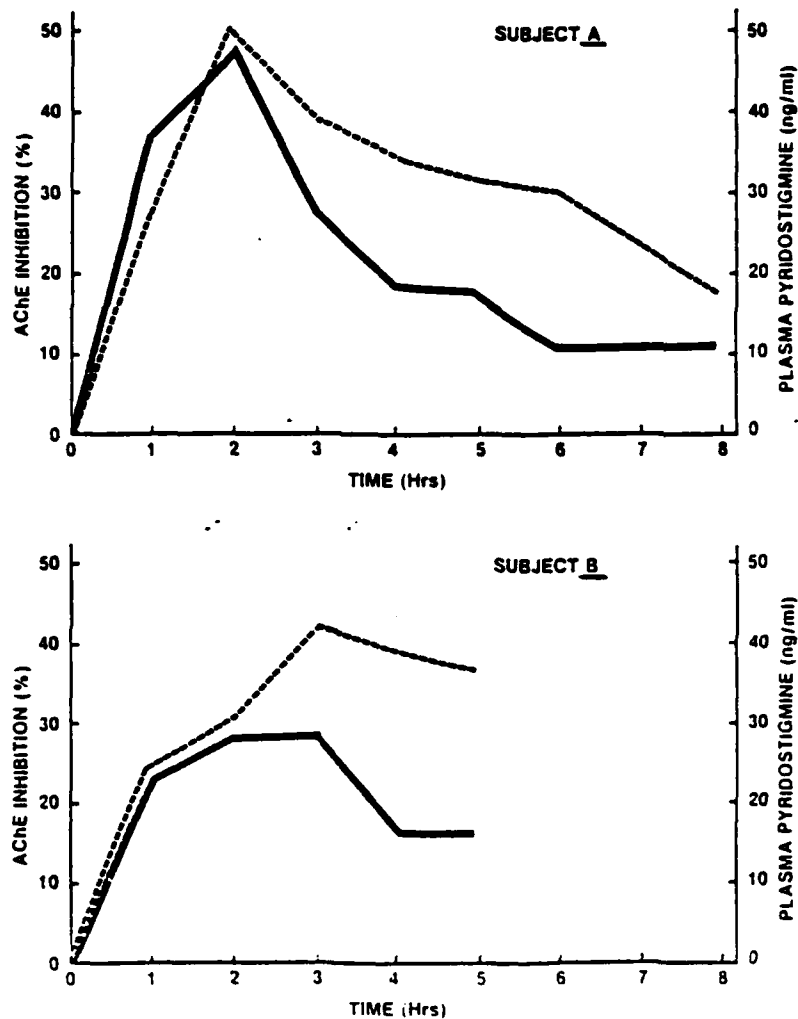 SUBJECT A
AChE INHIBITION (%)
50
40
30
20
10
0
PLASMA PYRIDOSTIGMINE (ng/ml)
50
40
30
20
10
0
0 1 2 3 4 5 6 7 8
TIME (Hrs)
SUBJECT B
AChE INHIBITION (%)
50
40
30
20
10
0
PLASMA PYRIDOSTIGMINE (ng/ml)
50
40
30
20
10
0
0 1 2 3 4 5 6 7 8
TIME (Hrs)